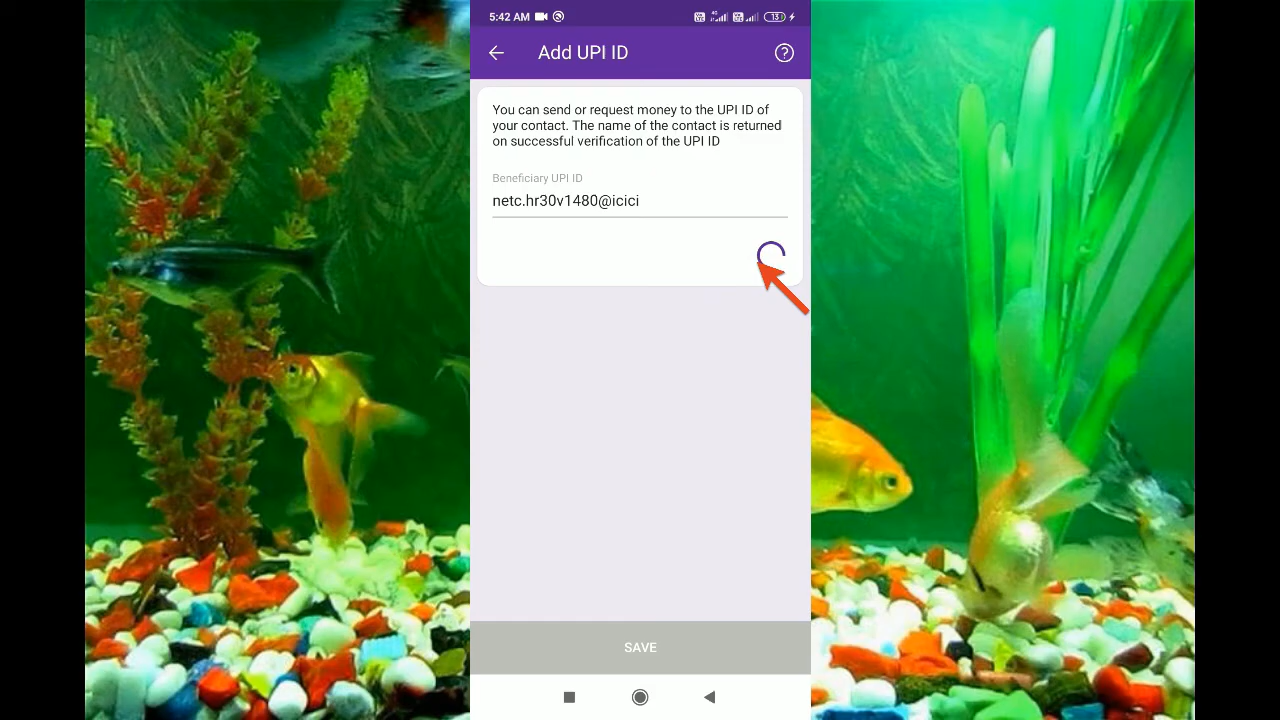 5:42 AM
13
Add UPI ID
You can send or request money to the UPI ID of
your contact. The name of the contact is returned
on successful verification of the UPI ID
Beneficiary UPI ID
netc.hr30v1480@icici
SAVE